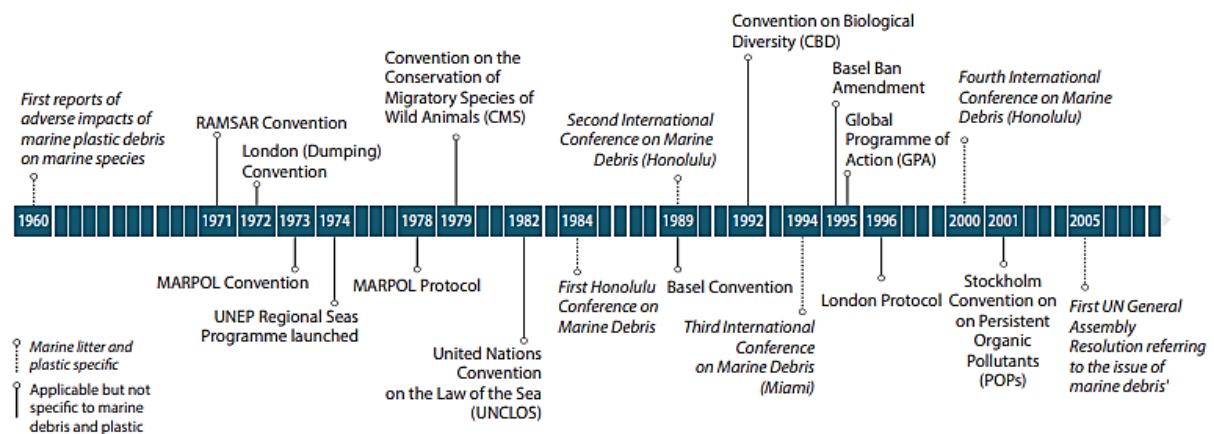 First reports of
adverse impacts of
marine plastic debris
on marine species
RAMSAR Convention
London (Dumping)
Convention
Convention on the
Conservation of
Migratory Species of
Wild Animals (CMS)
Second International
Conference on Marine
Debris (Honolulu)
Convention on Biological
Diversity (CBD)
Basel Ban
Amendment
Global
Programme of
Action (GPA)
Fourth International
Conference on Marine
Debris (Honolulu)
1960 1971 1972 1973 1974 1978 1979 1982 1984 1989 1992 1994 1995 1996 2000 2001 2005
MARPOL Convention
UNEP Regional Seas
Programme launched
MARPOL Protocol
United Nations
Convention
on the Law of the Sea
(UNCLOS)
First Honolulu
Conference on
Marine Debris
Basel Convention
Third International
Conference
on Marine Debris
(Miami)
London Protocol
Stockholm
Convention on
on Persistent
Organic
Pollutants
(POPs)
First UN General
Assembly
Resolution referring
to the issue of
marine debris'
Marine litter and
plastic specific
Applicable but not
specific to marine
debris and plastic